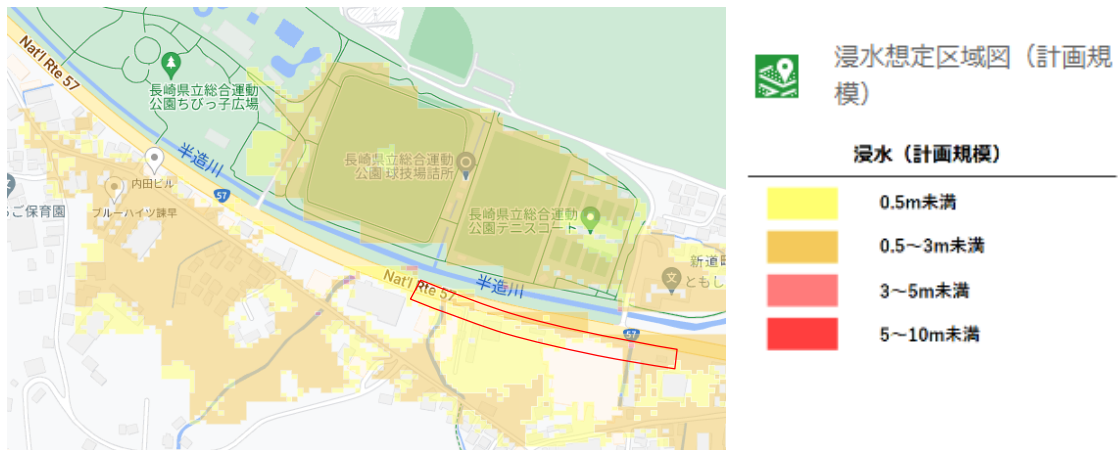 Nat'l Rte 57
長崎県立総合運動
公園ちびっ子広場
半造川
内田ビル
57
ブルーハイツ諫早
ご保育園
長崎県立総合運動
公園 球技場詰所
長崎県立総合運動
公園テニスコート
新道町
ともし
Nat'l Rte 57
半造川
57
浸水想定区域図（計画規
模）
浸水（計画規模）
0.5m未満
0.5～3m未満
3～5m未満
5～10m未満